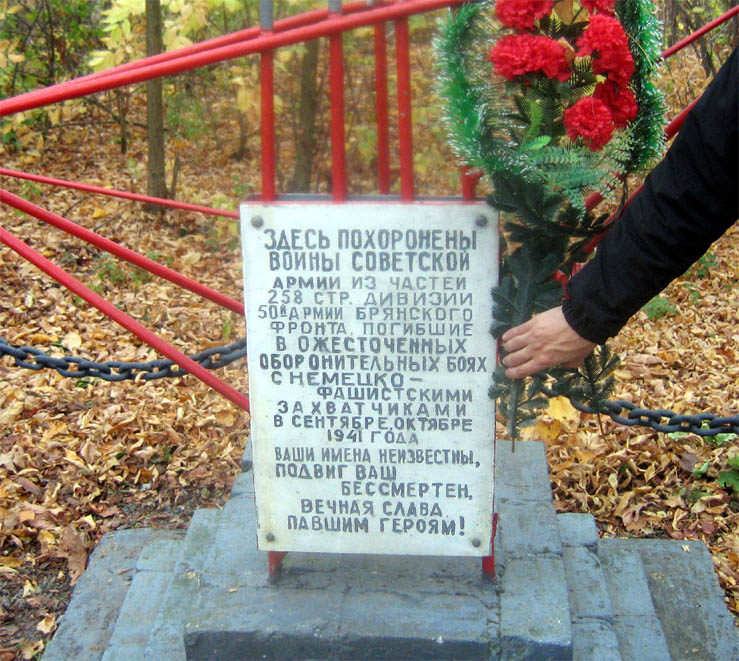 ЗДЕСЬ ПОХОРОНЕНЫ
ВОИНЫ СОВЕТСКОЙ
АРМИИ ИЗ ЧАСТЕЙ
258 СТР. ДИВИЗИИ
50Й АРМИИ БРЯНСКОГО
ФРОНТА, ПОГИБШИЕ
В ОЖЕСТОЧЕННЫХ
ОБОРОНИТЕЛЬНЫХ БОЯХ
С НЕМЕЦКО-
ФАШИСТСКИМИ
ЗАХВАТЧИКАМИ
В СЕНТЯБРЕ, ОКТЯБРЕ
1941 ГОДА
ВАШИ ИМЕНА НЕИЗВЕСТНЫ,
ПОДВИГ ВАШ
БЕССМЕРТЕН,
ВЕЧНАЯ СЛАВА
ПАВШИМ ГЕРОЯМ!